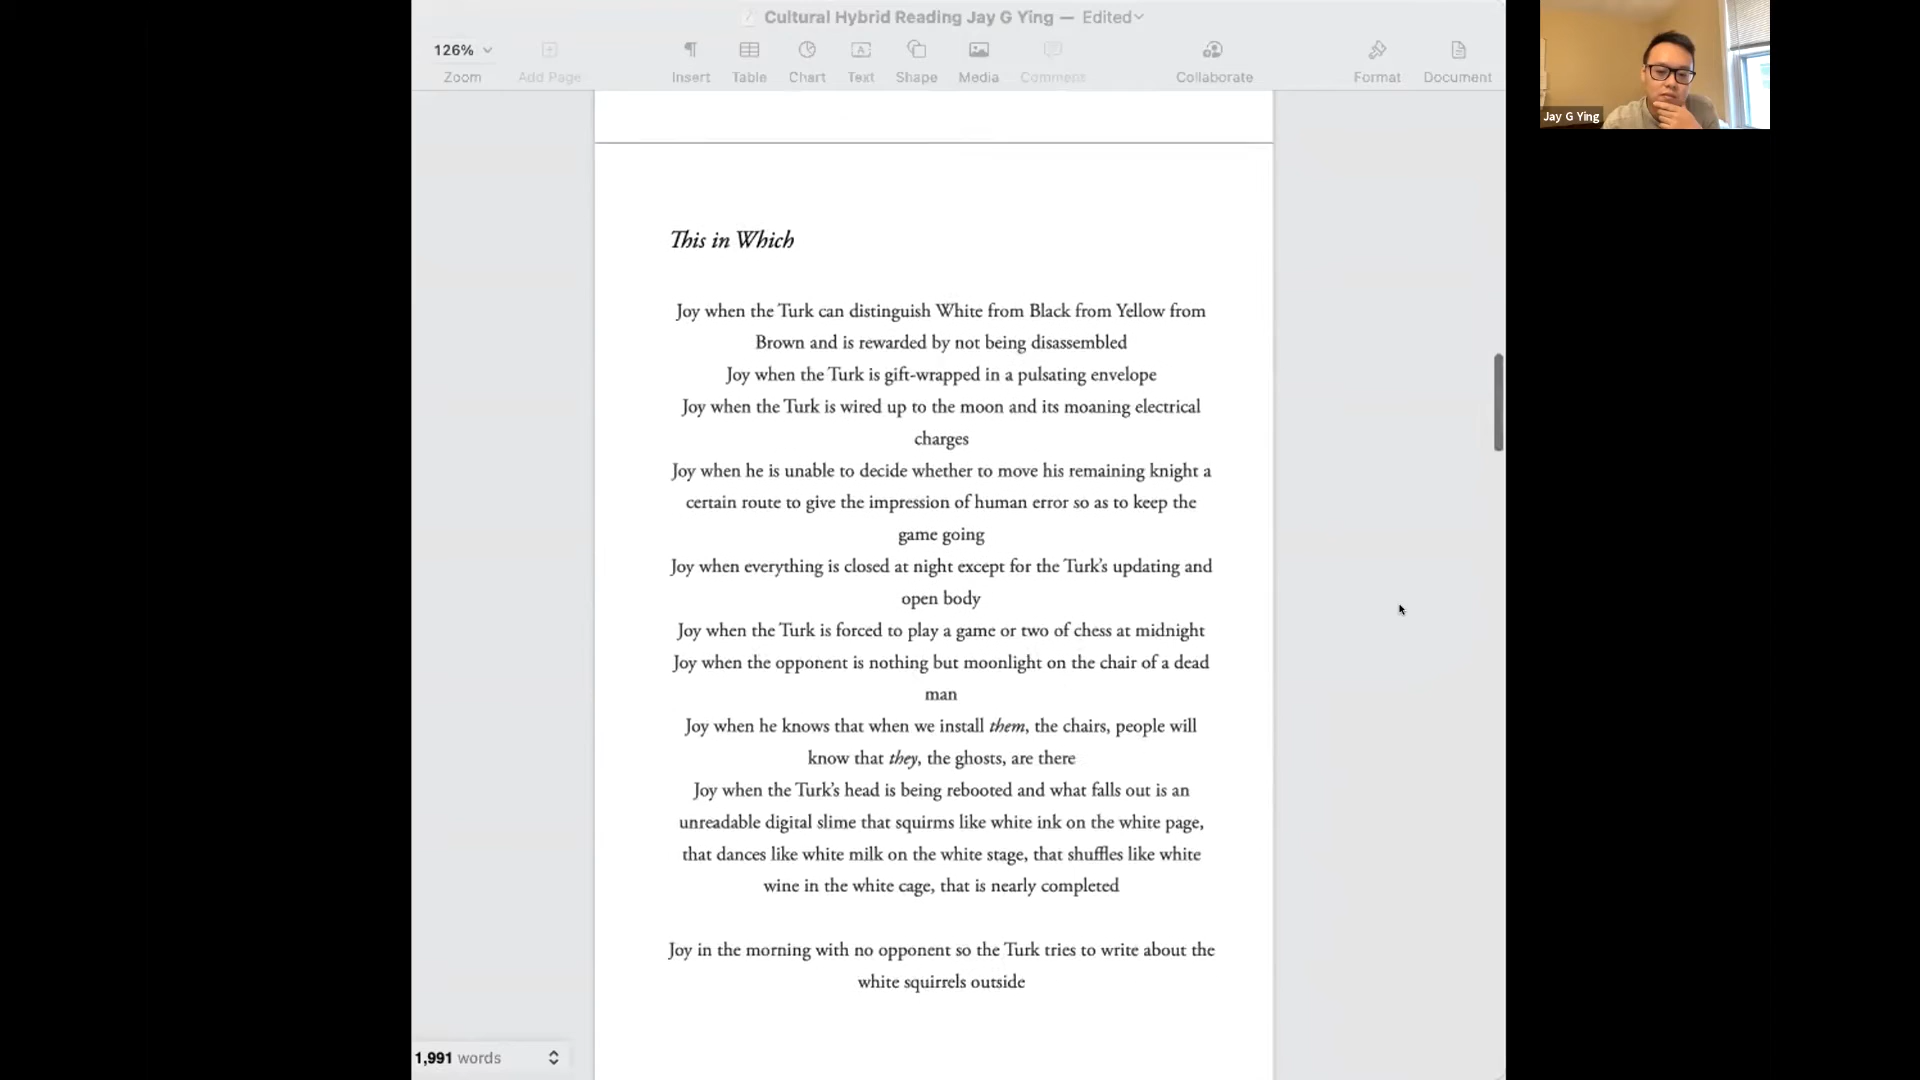 Cultural Hybrid Reading Jay G Ying — Edited
126%
Zoom
Add Page
Insert
Table
Chart
Text
Shape
Media
Comment
Collaborate
Format
Document
Jay G Ying
This in Which
Joy when the Turk can distinguish White from Black from Yellow from
Brown and is rewarded by not being disassembled
Joy when the Turk is gift-wrapped in a pulsating envelope
Joy when the Turk is wired up to the moon and its moaning electrical
charges
Joy when he is unable to decide whether to move his remaining knight a
certain route to give the impression of human error so as to keep the
game going
Joy when everything is closed at night except for the Turk’s updating and
open body
Joy when the Turk is forced to play a game or two of chess at midnight
Joy when the opponent is nothing but moonlight on the chair of a dead
man
Joy when he knows that when we install them, the chairs, people will
know that they, the ghosts, are there
Joy when the Turk’s head is being rebooted and what falls out is an
unreadable digital slime that squirms like white ink on the white page,
that dances like white milk on the white stage, that shuffles like white
wine in the white cage, that is nearly completed
Joy in the morning with no opponent so the Turk tries to write about the
white squirrels outside
1,991 words